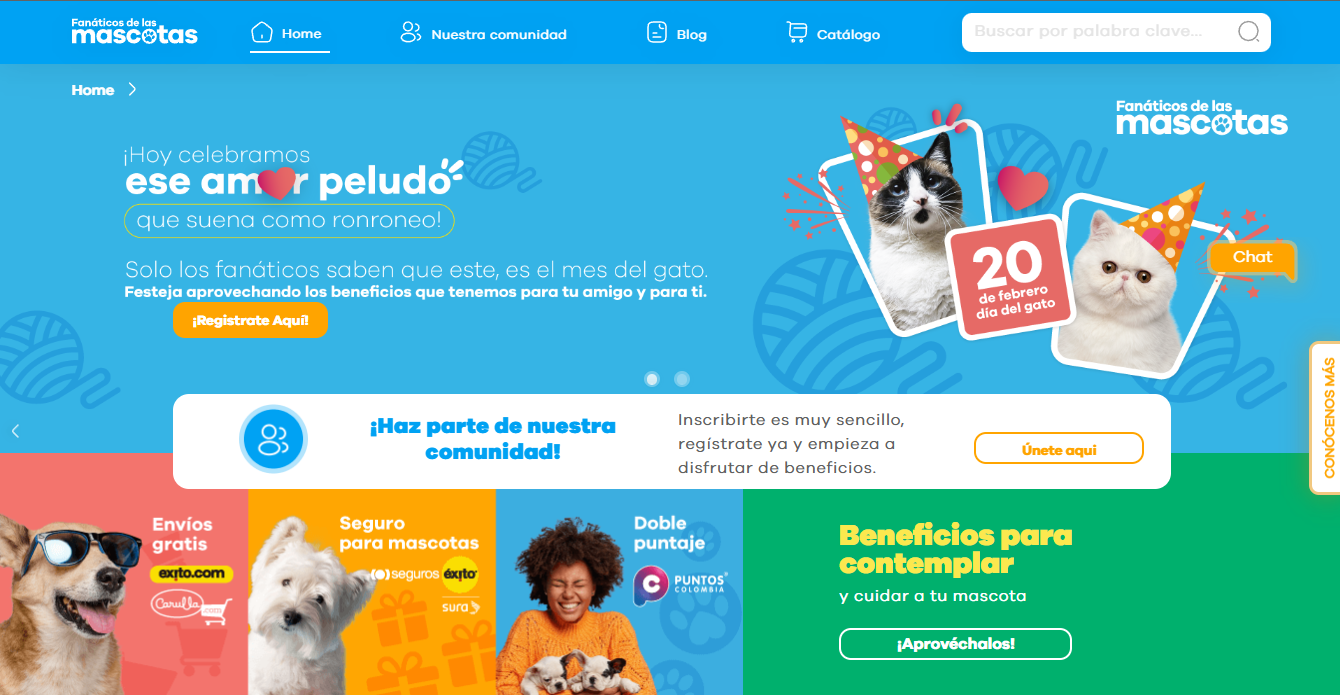 Fanáticos de las
mascotas
Home
Nuestra comunidad
Blog
Catálogo
Buscar por palabra clave...
Home
Fanáticos de las
mascotas
¡Hoy celebramos
ese amor peludo
que suena como ronroneo!
Solo los fanáticos saben que este, es el mes del gato.
Festeja aprovechando los beneficios que tenemos para tu amigo y para ti.
¡Registrate Aquí!
20
de febrero
día del gato
Chat
CONÓCENOS MÁS
¡Haz parte de nuestra
comunidad!
Inscribirte es muy sencillo,
regístrate ya y empieza a
disfrutar de beneficios.
Únete aqui
Envíos
gratis
exito.com
Carulla.com
Seguro
para mascotas
seguros éxito
sura
Doble
puntaje
C PUNTOS
COLOMBIA
Beneficios para
contemplar
y cuidar a tu mascota
¡Aprovéchalos!